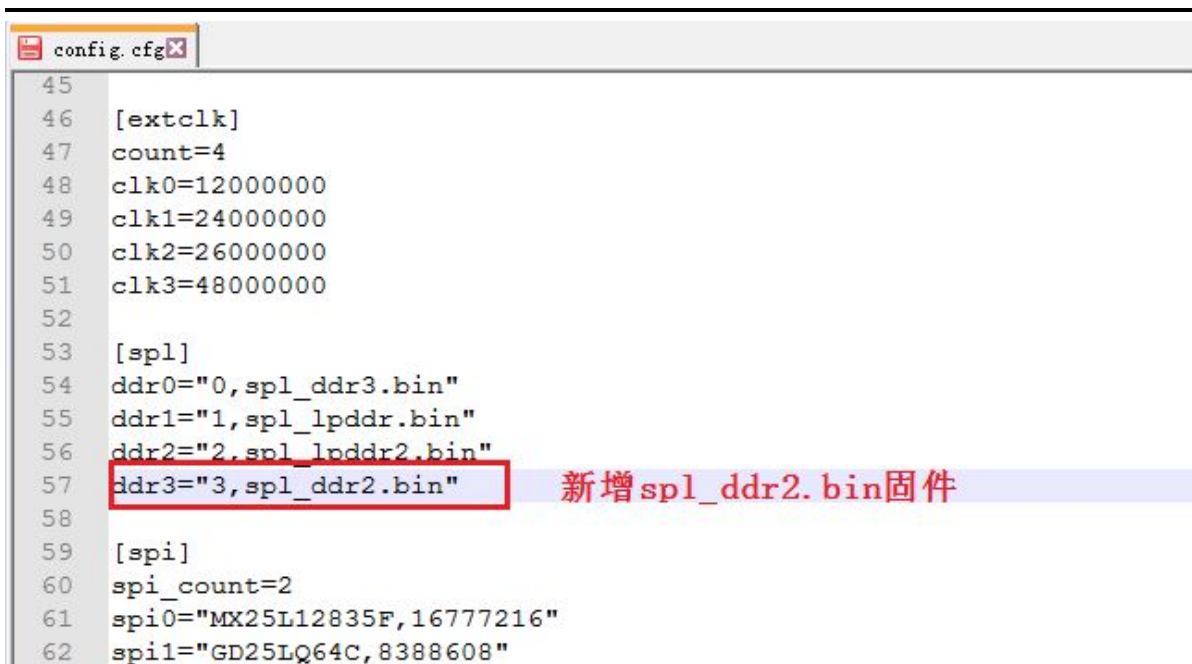 config.cfg
45
46 [extclk]
47 count=4
48 clk0=12000000
49 clk1=24000000
50 clk2=26000000
51 clk3=48000000
52
53 [spl]
54 ddr0="0,spl_ddr3.bin"
55 ddr1="1,spl_lpddr.bin"
56 ddr2="2,spl_lpddr2.bin"
57 ddr3="3,spl_ddr2.bin" 新增spl_ddr2.bin固件
58
59 [spi]
60 spi_count=2
61 spi0="MX25L12835F,16777216"
62 spi1="GD25LQ64C,8388608"